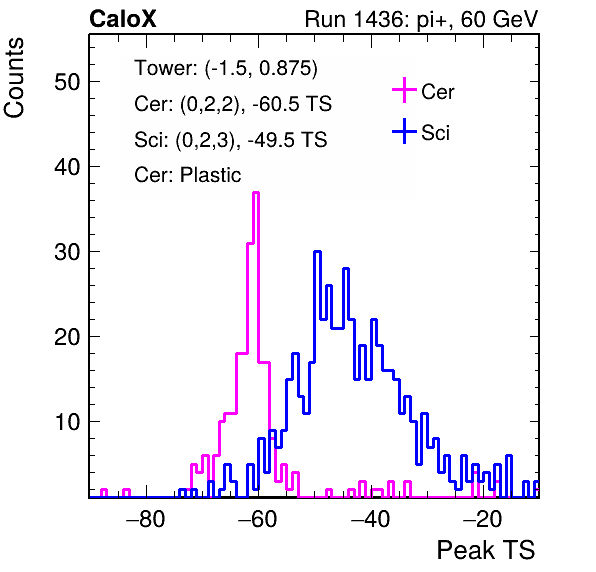 CaloX Run 1436: pi+, 60 GeV
Counts
Tower: (-1.5, 0.875)
Cer: (0,2,2), -60.5 TS
Sci: (0,2,3), -49.5 TS
Cer: Plastic
Cer
Sci
50
40
30
20
10
−80 −60 −40 −20
Peak TS